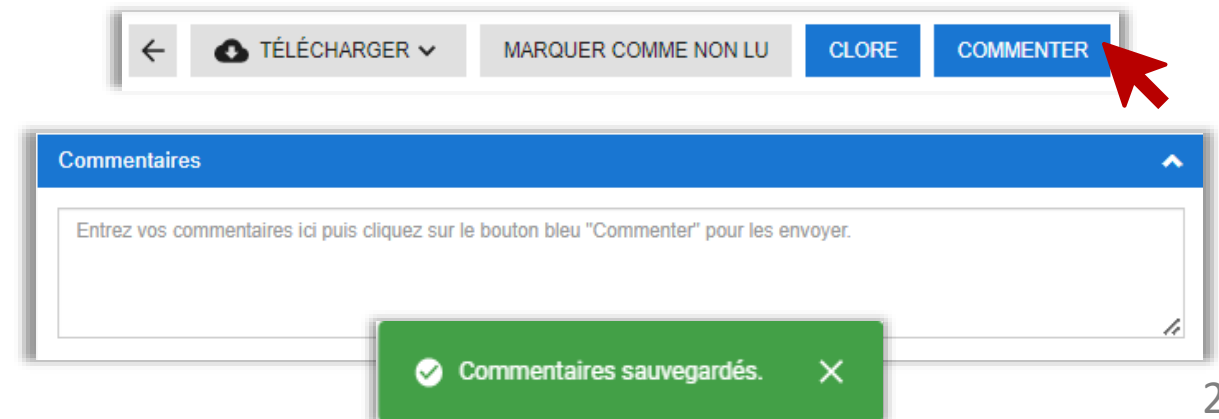 TÉLÉCHARGER MARQUER COMME NON LU CLORE COMMENTER
Commentaires
Entrez vos commentaires ici puis cliquez sur le bouton bleu "Commenter" pour les envoyer.
Commentaires sauvegardés.
2